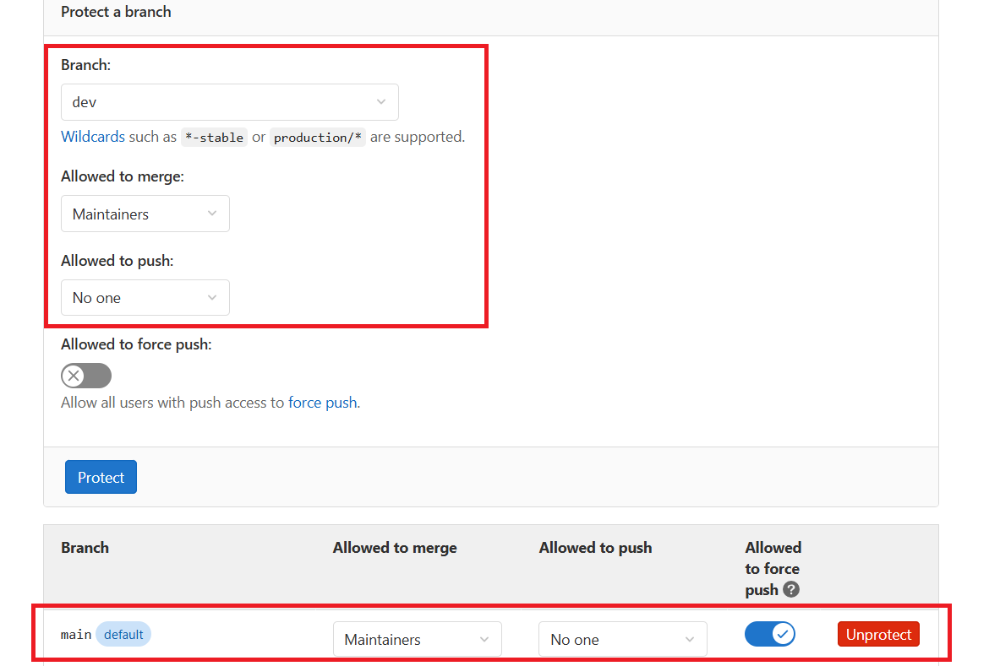 Protect a branch
Branch:
dev
Wildcards such as *-stable or production/* are supported.
Allowed to merge:
Maintainers
Allowed to push:
No one
Allowed to force push:
Allow all users with push access to force push.
Protect
Branch Allowed to merge Allowed to push Allowed
to force
push ?
main default Maintainers No one Unprotect